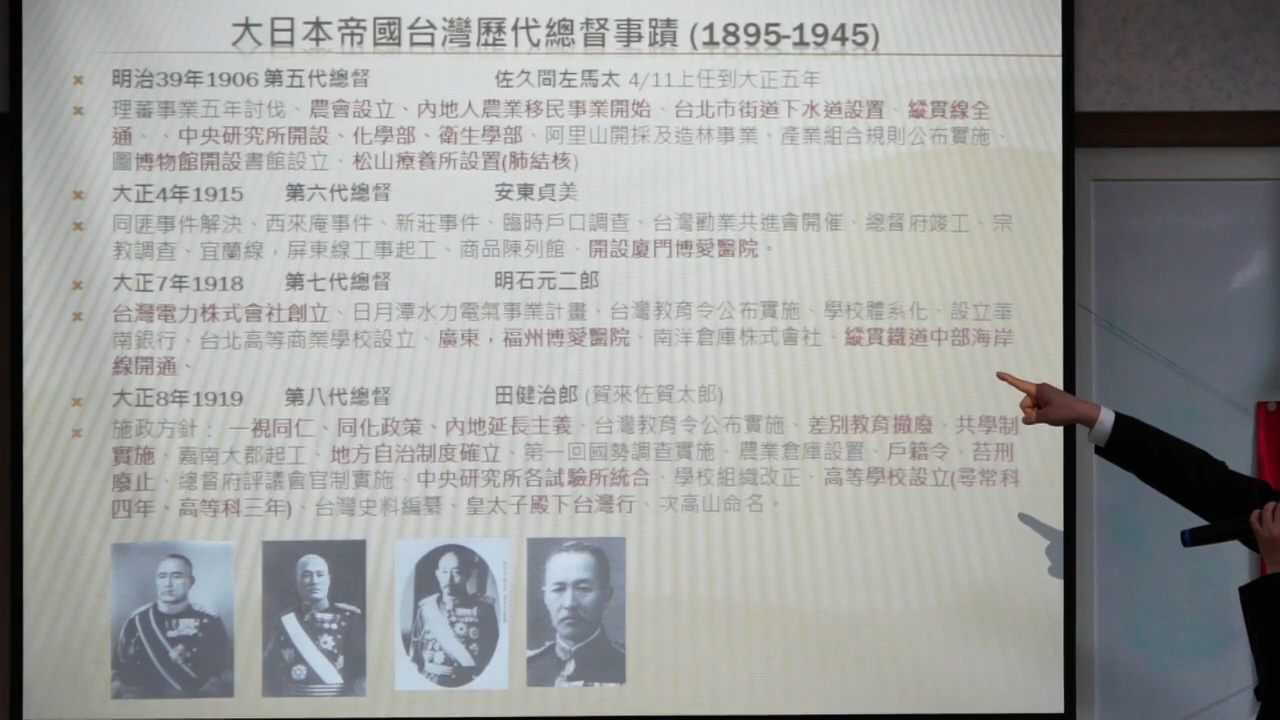 大日本帝國台灣歷代總督事蹟 (1895-1945)
明治39年1906 第五代總督 佐久間左馬太 4/11上任到大正五年
理蕃事業五年討伐、農會設立、內地人農業移民事業開始、台北市街道下水道設置、縱貫線全
通、、中央研究所開設、化學部、衛生學部、阿里山開採及造林事業、產業組合規則公布實施、
圖博物館開設書館設立、松山療養所設置(肺結核)
大正4年1915 第六代總督 安東貞美
同匪事件解決、西來庵事件、新莊事件、臨時戶口調查、台灣勸業共進會開催、總督府竣工、宗
教調查、宜蘭線，屏東線工事起工、商品陳列館、開設廈門博愛醫院。
大正7年1918 第七代總督 明石元二郎
台灣電力株式會社創立、日月潭水力電氣事業計畫、台灣教育令公布實施、學校體系化、設立華
南銀行、台北高等商業學校設立、廣東，福州博愛醫院、南洋倉庫株式會社、縱貫鐵道中部海岸
線開通、
大正8年1919 第八代總督 田健治郎 (賀來佐賀太郎)
施政方針： 一視同仁、同化政策、內地延長主義、台灣教育令公布實施、差別教育撤廢、共學制
實施、嘉南大郡起工、地方自治制度確立、第一回國勢調查實施、農業倉庫設置、戶籍令、苔刑
廢止、總督府評議會官制實施、中央研究所各試驗所統合、學校組織改正、高等學校設立(尋常科
四年、高等科三年)、台灣史料編纂、皇太子殿下台灣行、次高山命名。